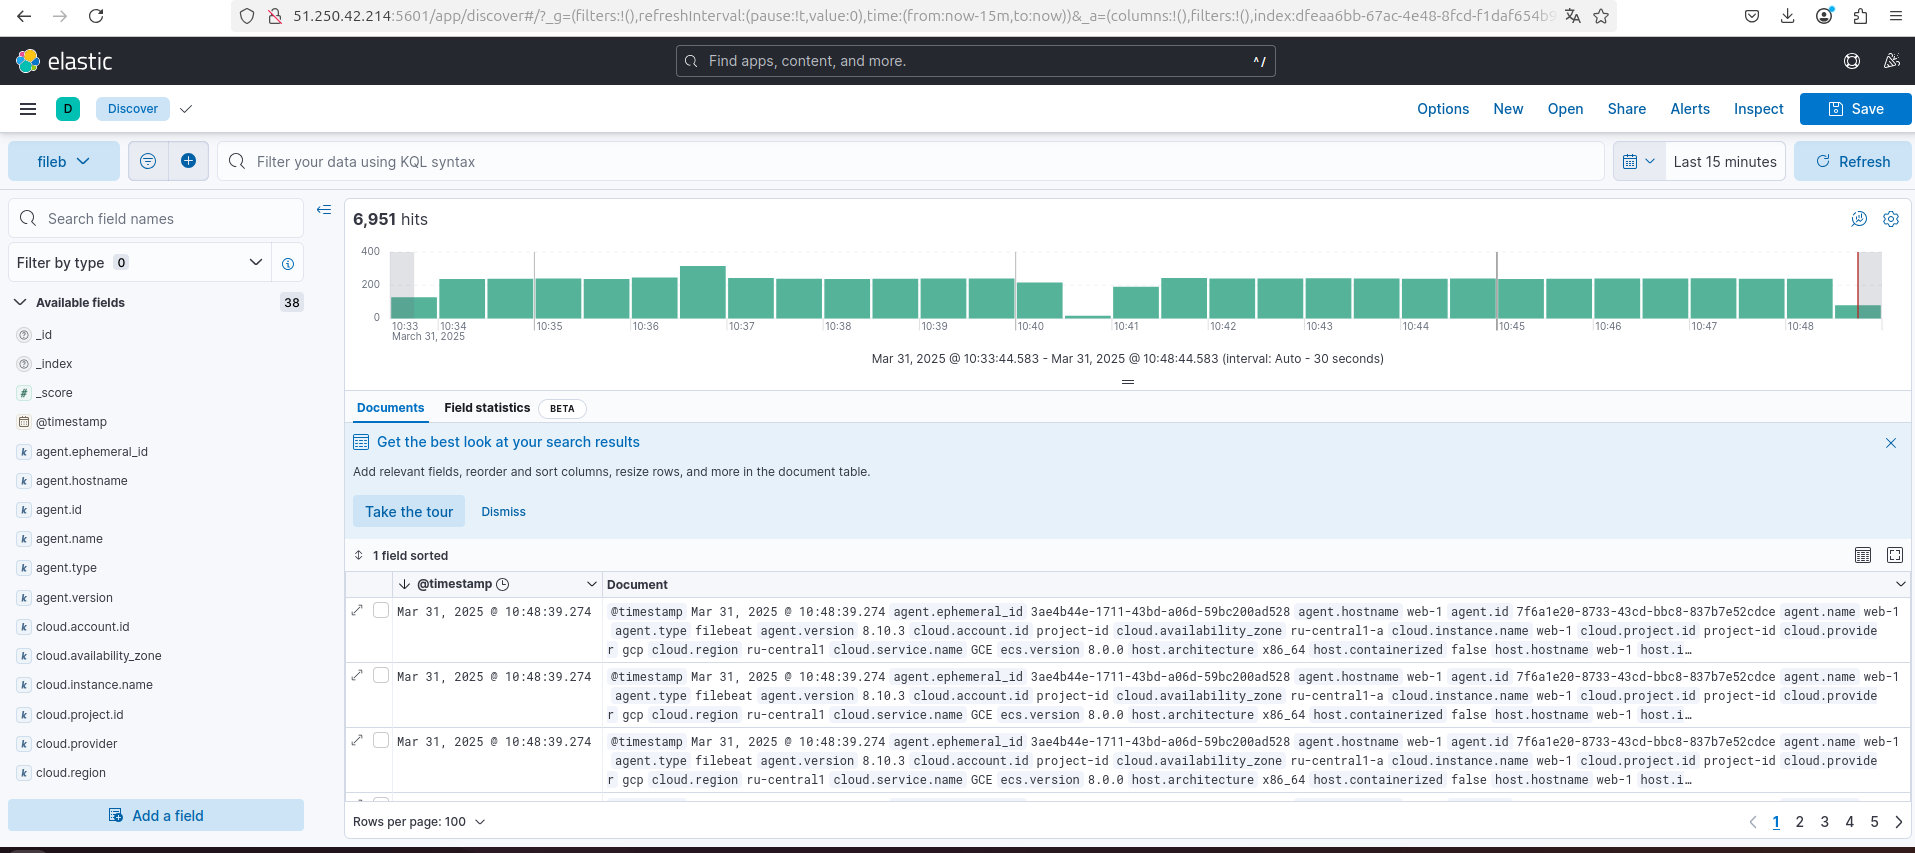 51.250.42.214:5601/app/discover#/?_g=(filters:!(),refreshInterval:(pause:!t,value:0),time:(from:now-15m,to:now))&_a=(columns:!(),filters:!(),index:dfeaa6bb-67ac-4e48-8fcd-f1daf654b9
elastic
Find apps, content, and more.
^/
D
Discover
Options New Open Share Alerts Inspect Save
fileb
Filter your data using KQL syntax
Last 15 minutes
Refresh
Search field names
Filter by type 0
Available fields 38
_id
_index
_score
@timestamp
agent.ephemeral_id
agent.hostname
agent.id
agent.name
agent.type
agent.version
cloud.account.id
cloud.availability_zone
cloud.instance.name
cloud.project.id
cloud.provider
cloud.region
Add a field
6,951 hits
400
200
0
10:33 10:34 10:35 10:36 10:37 10:38 10:39 10:40 10:41 10:42 10:43 10:44 10:45 10:46 10:47 10:48
March 31, 2025
Mar 31, 2025 @ 10:33:44.583 - Mar 31, 2025 @ 10:48:44.583 (interval: Auto - 30 seconds)
Documents Field statistics BETA
Get the best look at your search results
Add relevant fields, reorder and sort columns, resize rows, and more in the document table.
Take the tour Dismiss
1 field sorted
@timestamp Document
Mar 31, 2025 @ 10:48:39.274 @timestamp Mar 31, 2025 @ 10:48:39.274 agent.ephemeral_id 3ae4b44e-1711-43bd-a06d-59bc200ad528 agent.hostname web-1 agent.id 7f6a1e20-8733-43cd-bbc8-837b7e52cdce agent.name web-1
agent.type filebeat agent.version 8.10.3 cloud.account.id project-id cloud.availability_zone ru-central1-a cloud.instance.name web-1 cloud.project.id project-id cloud.provide
r gcp cloud.region ru-central1 cloud.service.name GCE ecs.version 8.0.0 host.architecture x86_64 host.containerized false host.hostname web-1 host.i…
Mar 31, 2025 @ 10:48:39.274 @timestamp Mar 31, 2025 @ 10:48:39.274 agent.ephemeral_id 3ae4b44e-1711-43bd-a06d-59bc200ad528 agent.hostname web-1 agent.id 7f6a1e20-8733-43cd-bbc8-837b7e52cdce agent.name web-1
agent.type filebeat agent.version 8.10.3 cloud.account.id project-id cloud.availability_zone ru-central1-a cloud.instance.name web-1 cloud.project.id project-id cloud.provide
r gcp cloud.region ru-central1 cloud.service.name GCE ecs.version 8.0.0 host.architecture x86_64 host.containerized false host.hostname web-1 host.i…
Mar 31, 2025 @ 10:48:39.274 @timestamp Mar 31, 2025 @ 10:48:39.274 agent.ephemeral_id 3ae4b44e-1711-43bd-a06d-59bc200ad528 agent.hostname web-1 agent.id 7f6a1e20-8733-43cd-bbc8-837b7e52cdce agent.name web-1
agent.type filebeat agent.version 8.10.3 cloud.account.id project-id cloud.availability_zone ru-central1-a cloud.instance.name web-1 cloud.project.id project-id cloud.provide
r gcp cloud.region ru-central1 cloud.service.name GCE ecs.version 8.0.0 host.architecture x86_64 host.containerized false host.hostname web-1 host.i…
Rows per page: 100
1 2 3 4 5